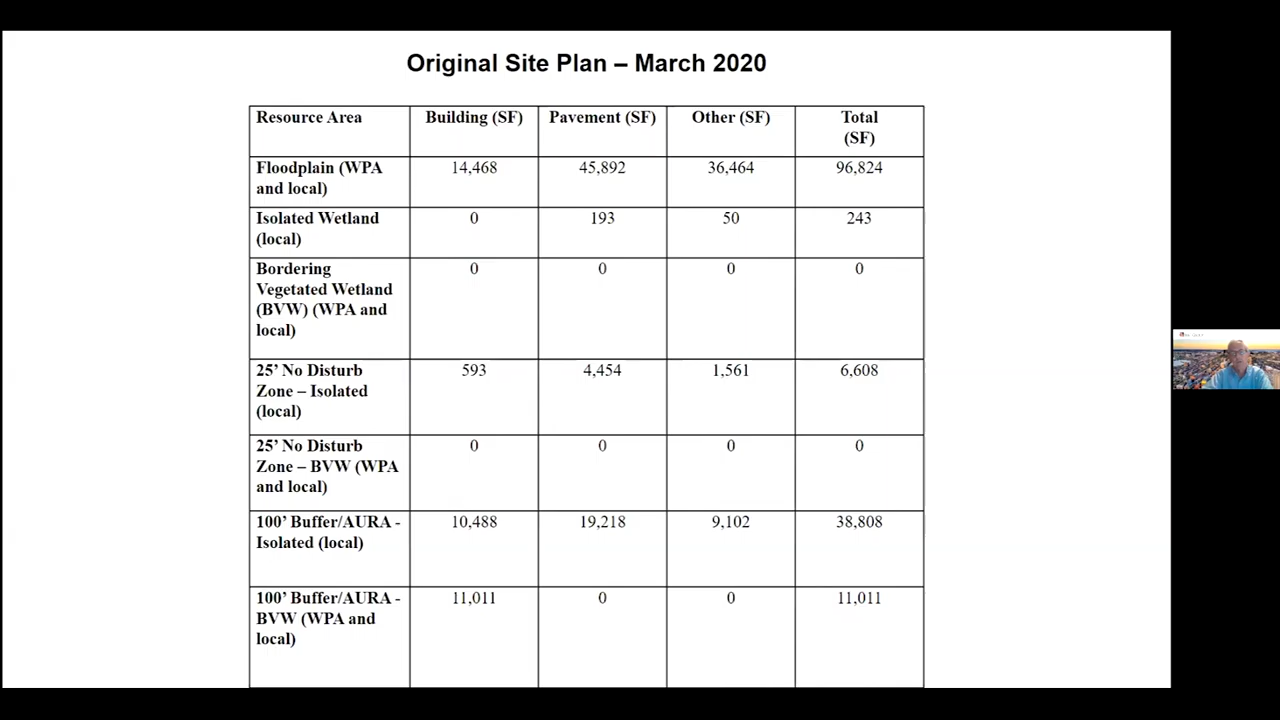 Original Site Plan – March 2020
Resource Area Building (SF) Pavement (SF) Other (SF) Total
(SF)
Floodplain (WPA 14,468 45,892 36,464 96,824
and local)
Isolated Wetland 0 193 50 243
(local)
Bordering 0 0 0 0
Vegetated Wetland
(BVW) (WPA and
local)
25’ No Disturb 593 4,454 1,561 6,608
Zone – Isolated
(local)
25’ No Disturb 0 0 0 0
Zone – BVW (WPA
and local)
100’ Buffer/AURA - 10,488 19,218 9,102 38,808
Isolated (local)
100’ Buffer/AURA - 11,011 0 0 11,011
BVW (WPA and
local)